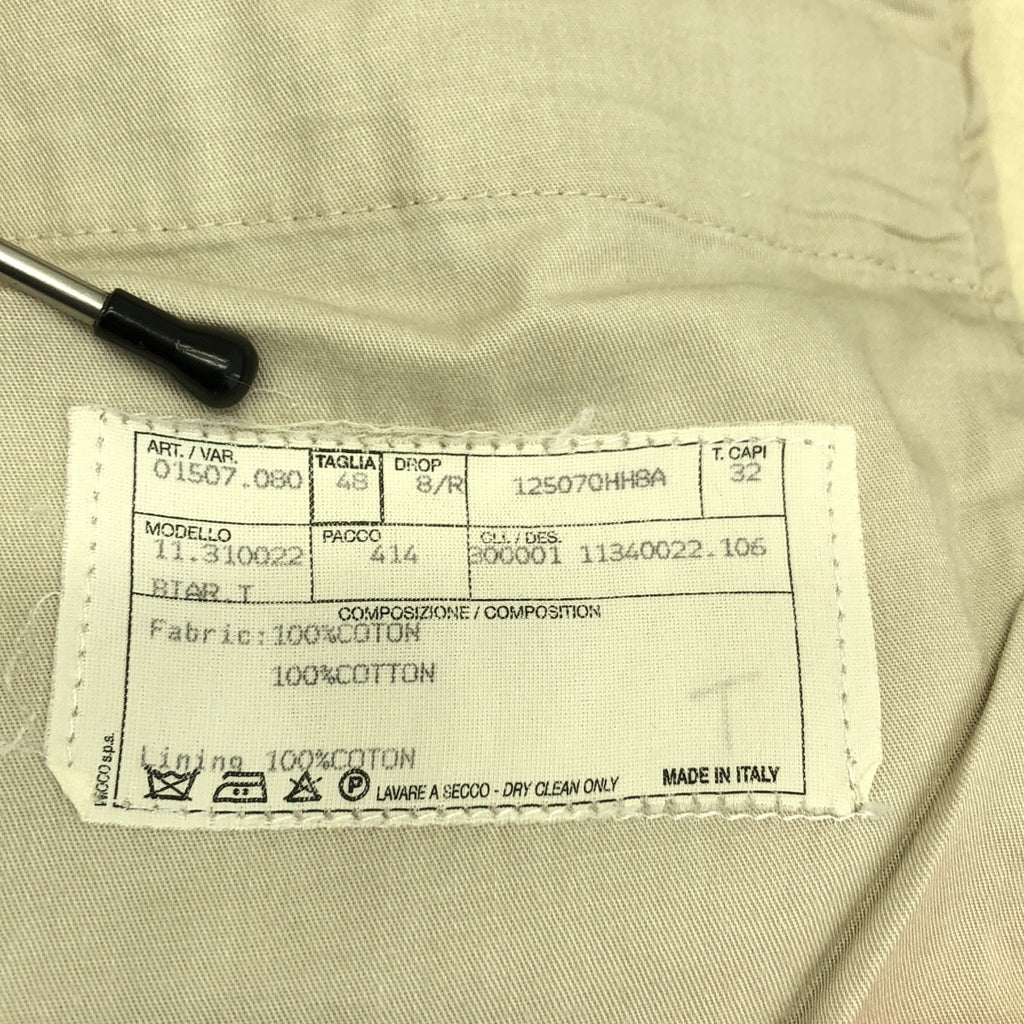 ART. / VAR. TAGLIA DROP T. CAPI
01507.080 48 8/R 125070HH8A 32
MODELLO PACCO CLI. / DES.
11.310022 414 300001 11340022.106
BIAR.T
COMPOSIZIONE / COMPOSITION
Fabric:100%COTON
100%COTTON
T
Lining 100%COTON
P LAVARE A SECCO - DRY CLEAN ONLY MADE IN ITALY
s.p.s.